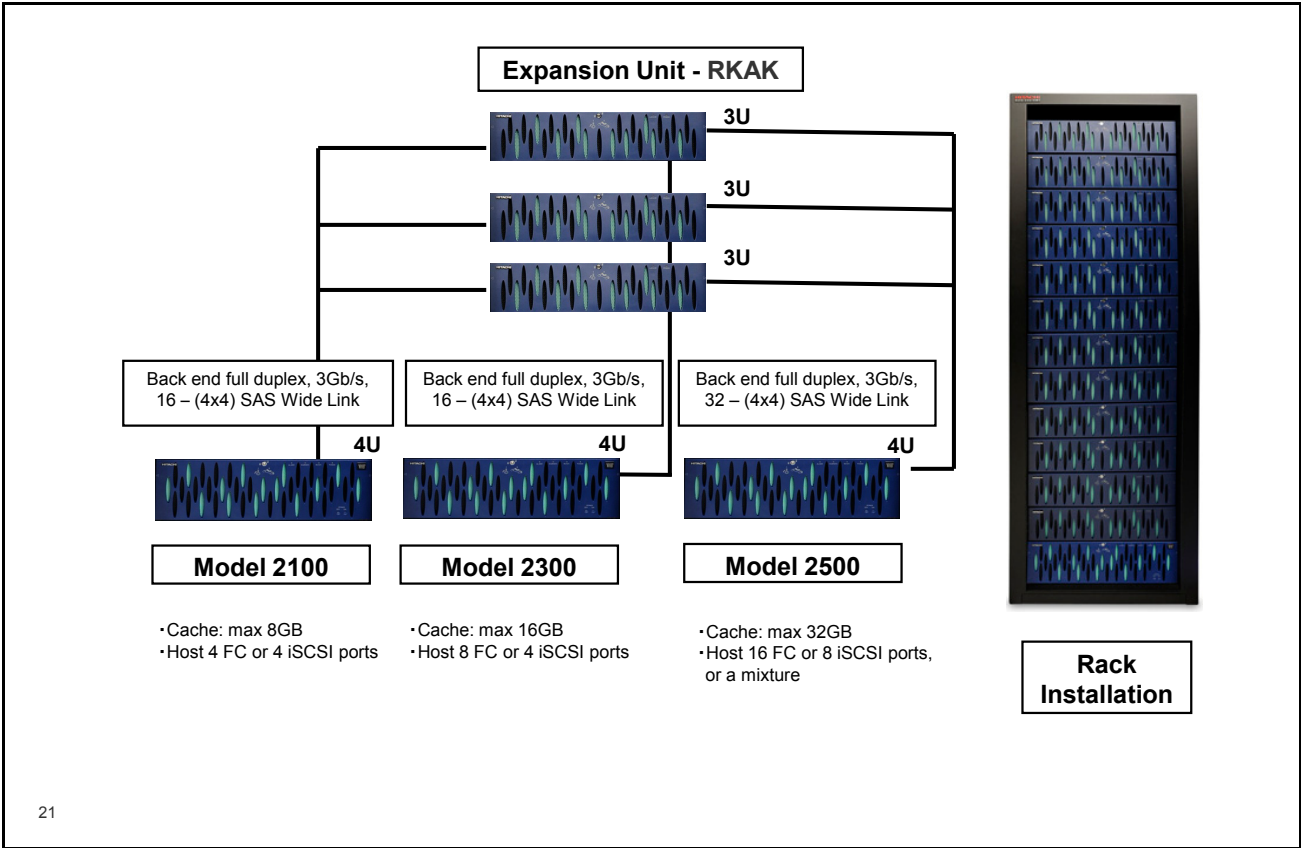 Expansion Unit - RKAK
3U
3U
3U
Back end full duplex, 3Gb/s,
16 – (4x4) SAS Wide Link
Back end full duplex, 3Gb/s,
16 – (4x4) SAS Wide Link
Back end full duplex, 3Gb/s,
32 – (4x4) SAS Wide Link
4U
4U
4U
Model 2100
Model 2300
Model 2500
・Cache: max 8GB
・Host 4 FC or 4 iSCSI ports
・Cache: max 16GB
・Host 8 FC or 4 iSCSI ports
・Cache: max 32GB
・Host 16 FC or 8 iSCSI ports,
or a mixture
Rack
Installation
21